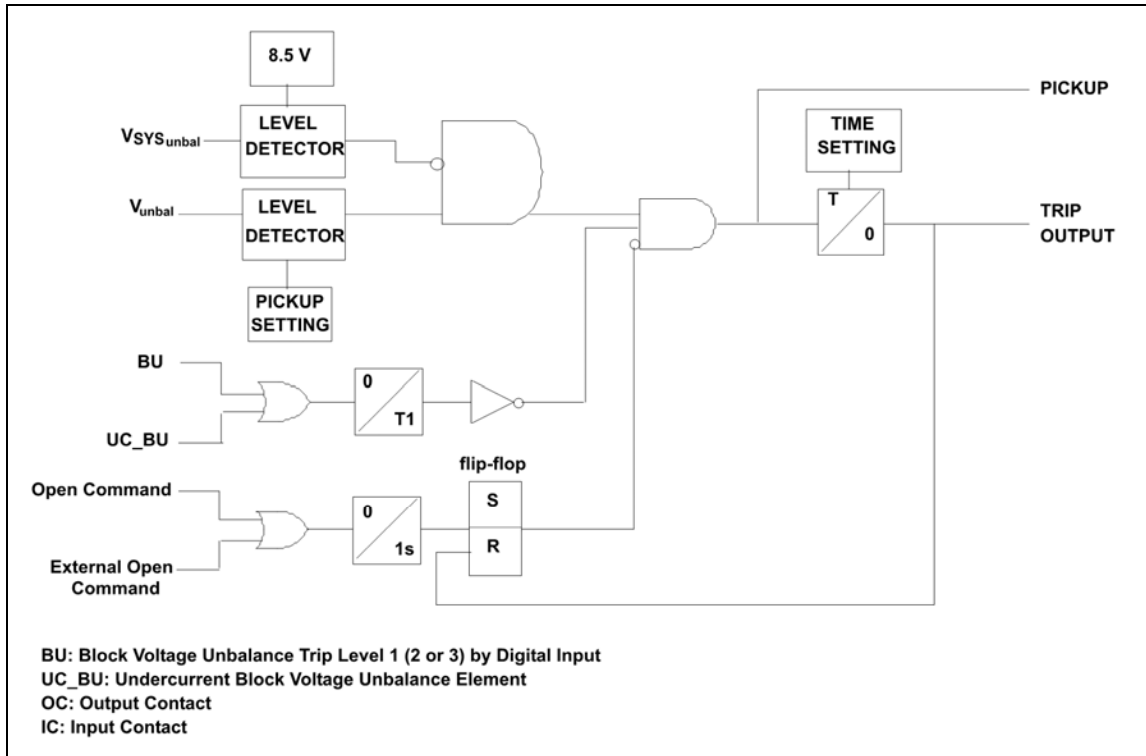 8.5 V
PICKUP
VSYSunbal
LEVEL
DETECTOR
TIME
SETTING
Vunbal
LEVEL
DETECTOR
T
0
TRIP
OUTPUT
PICKUP
SETTING
BU
0
T1
UC_BU
flip-flop
Open Command
S
0
1s
R
External Open
Command
BU: Block Voltage Unbalance Trip Level 1 (2 or 3) by Digital Input
UC_BU: Undercurrent Block Voltage Unbalance Element
OC: Output Contact
IC: Input Contact